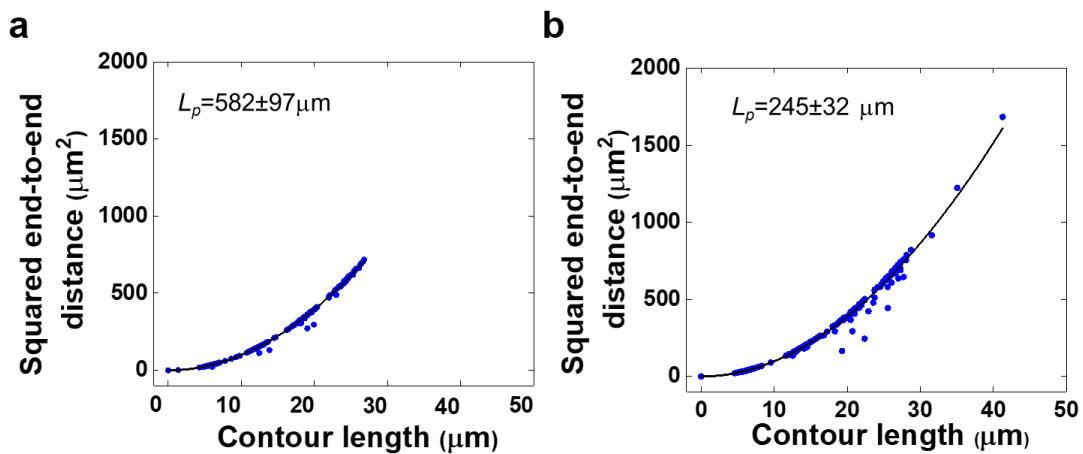 a
Squared end-to-end
distance (μm²)
2000
1500
1000
500
0
Lp=582±97μm
0 10 20 30 40 50
Contour length (μm)
b
Squared end-to-end
distance (μm²)
2000
1500
1000
500
0
Lp=245±32 μm
0 10 20 30 40 50
Contour length (μm)